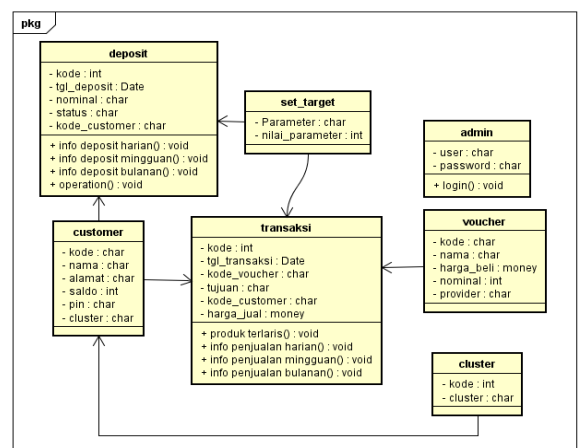 pkg
deposit
- kode : int
- tgl_deposit : Date
- nominal : char
- status : char
- kode_customer : char
+ info deposit harian() : void
+ info deposit mingguan() : void
+ info deposit bulanan() : void
+ operation() : void
set_target
- Parameter : char
- nilai_parameter : int
admin
- user : char
- password : char
+ login() : void
customer
- kode : char
- nama : char
- alamat : char
- saldo : int
- pin : char
- cluster : char
transaksi
- kode : int
- tgl_transaksi : Date
- kode_voucher : char
- tujuan : char
- kode_customer : char
- harga_jual : money
+ produk terlaris() : void
+ info penjualan harian() : void
+ info penjualan mingguan() : void
+ info penjualan bulanan() : void
voucher
- kode : char
- nama : char
- harga_beli : money
- nominal : int
- provider : char
cluster
- kode : int
- cluster : char